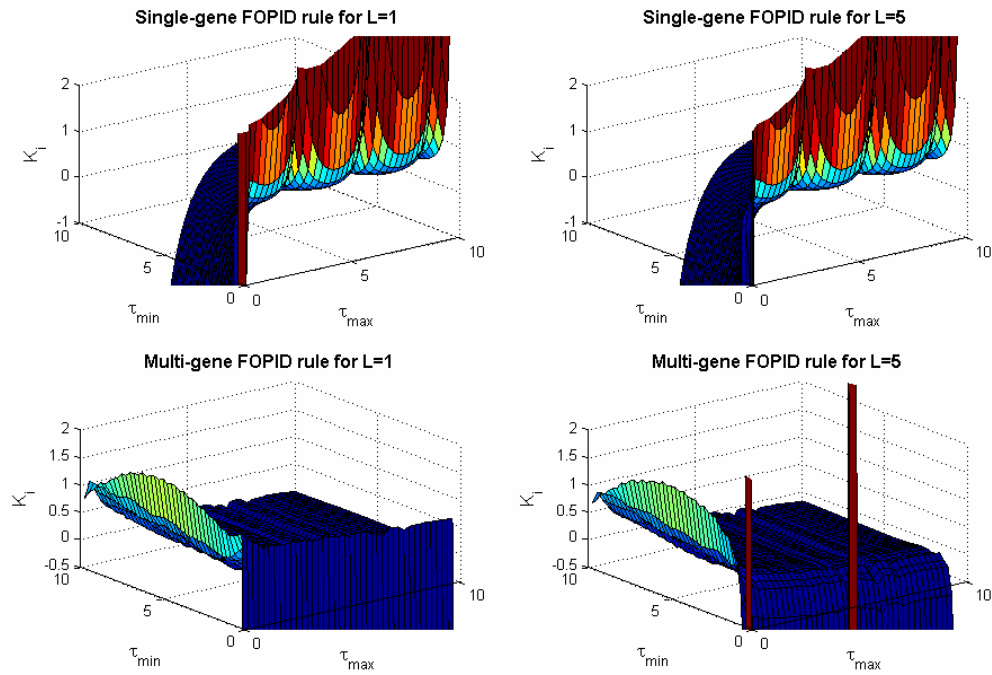 Single-gene FOPID rule for L=1
2
1
0
-1
K_i
10
5
0
τ_min
0
5
10
τ_max
Single-gene FOPID rule for L=5
2
1
0
-1
K_i
10
5
0
τ_min
0
5
10
τ_max
Multi-gene FOPID rule for L=1
2
1.5
1
0.5
0
-0.5
K_i
10
5
0
τ_min
0
5
10
τ_max
Multi-gene FOPID rule for L=5
2
1.5
1
0.5
0
-0.5
K_i
10
5
0
τ_min
0
5
10
τ_max